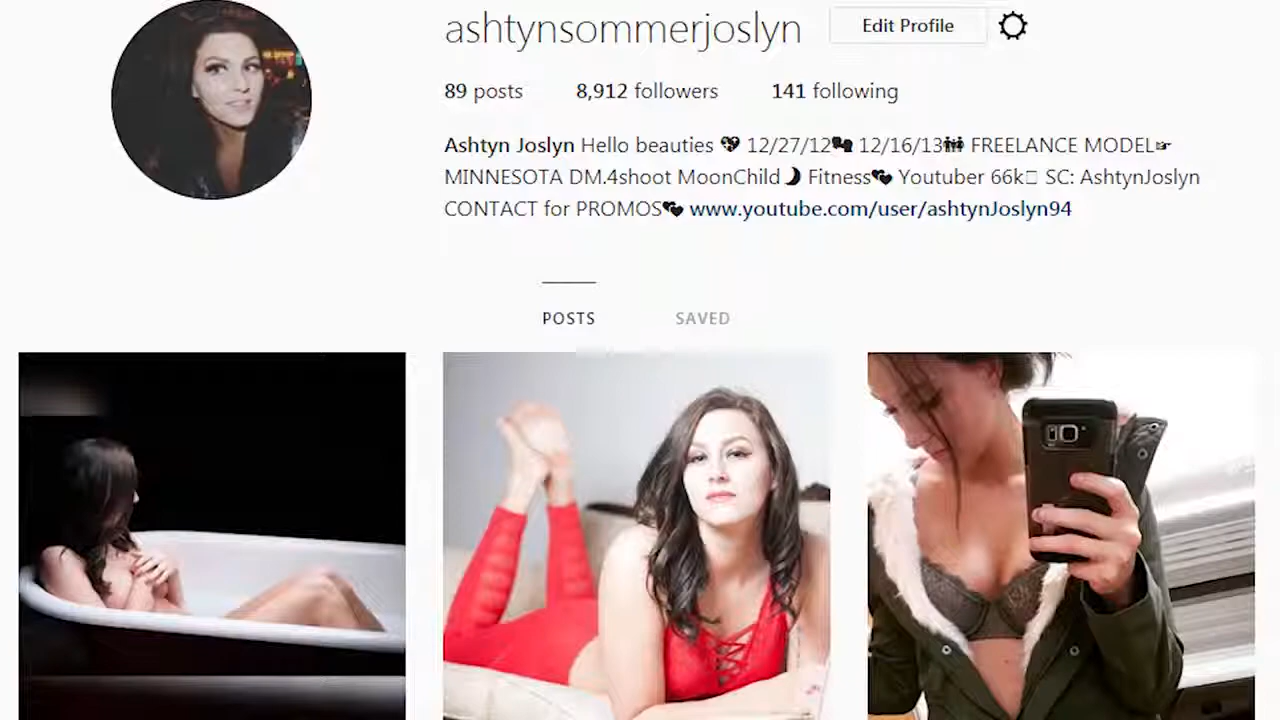 ashtynsommerjoslyn Edit Profile
89 posts 8,912 followers 141 following
Ashtyn Joslyn Hello beauties 💖 12/27/12 12/16/13 FREELANCE MODEL
MINNESOTA DM.4shoot MoonChild🌙 Fitness💕 Youtuber 66k SC: AshtynJoslyn
CONTACT for PROMOS💕 www.youtube.com/user/ashtynJoslyn94
POSTS SAVED